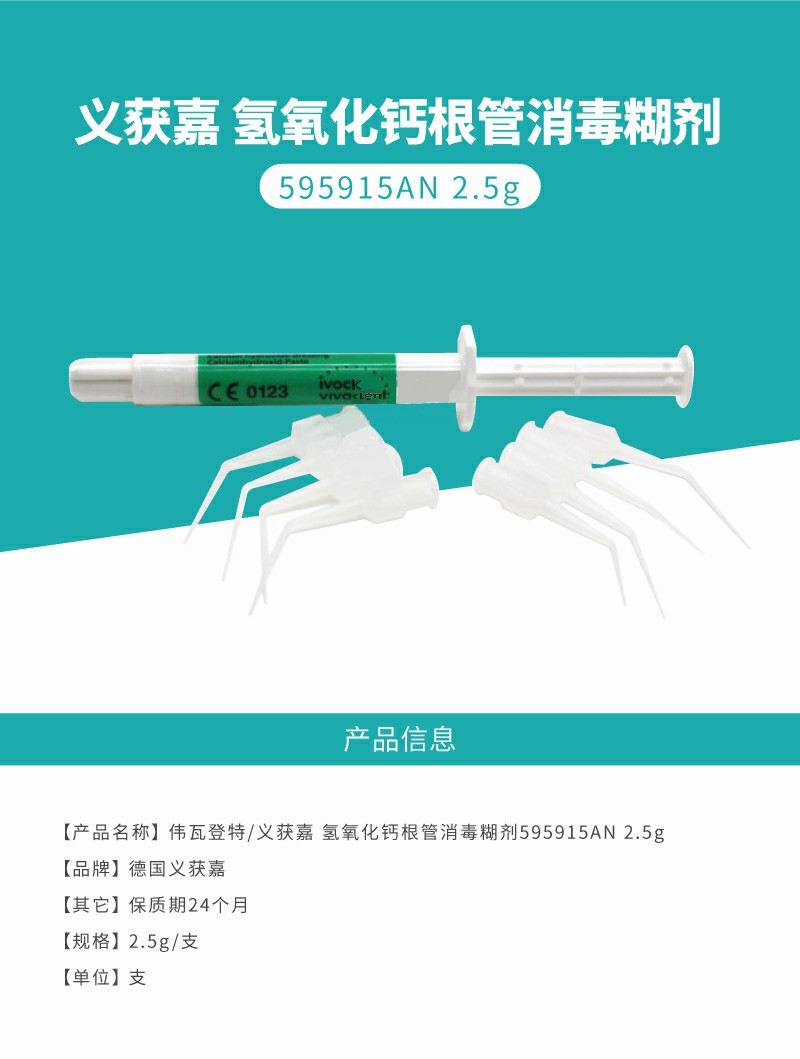 义获嘉 氢氧化钙根管消毒糊剂
595915AN 2.5g
Calciumhydroxid-Paste
CE 0123
ivock
vivaclent
产品信息
【产品名称】伟瓦登特/义获嘉 氢氧化钙根管消毒糊剂595915AN 2.5g
【品牌】德国义获嘉
【其它】保质期24个月
【规格】2.5g/支
【单位】支